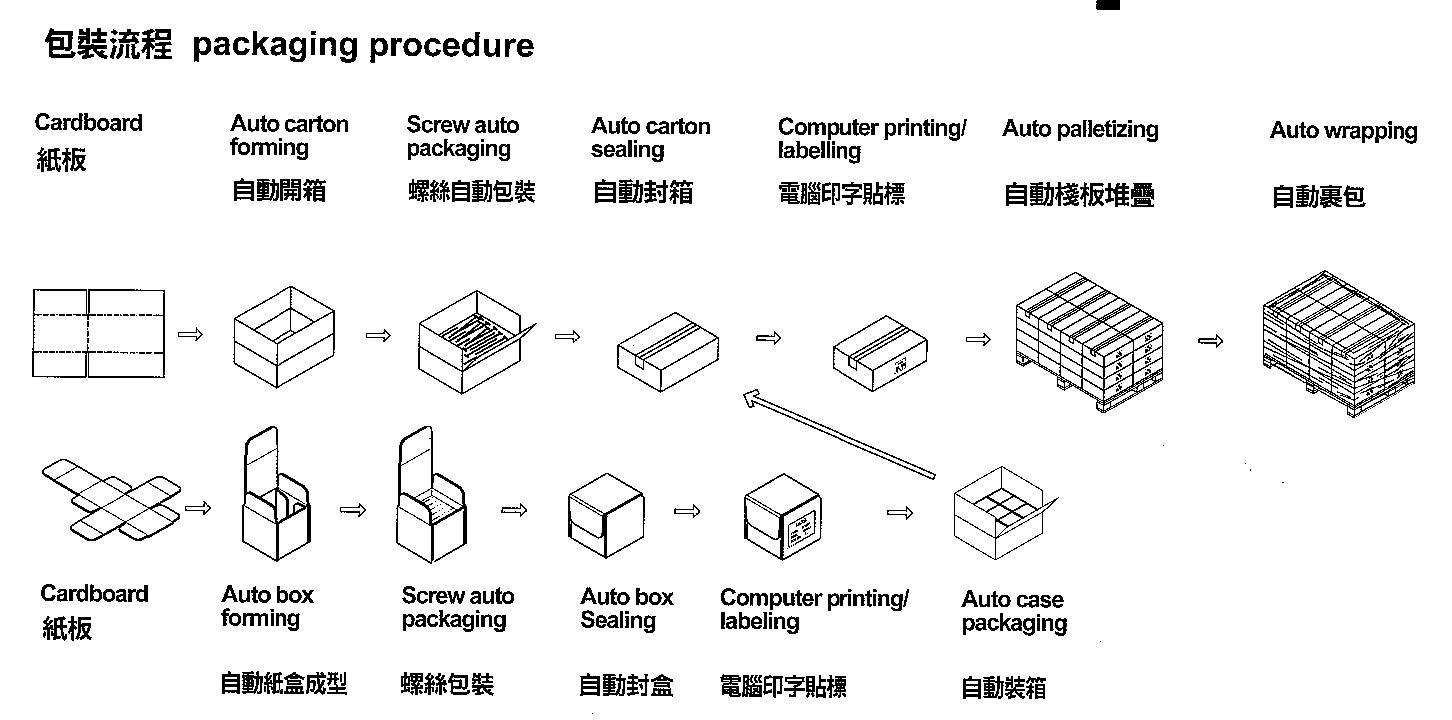 包裝流程 packaging procedure
Cardboard
紙板
Auto carton
forming
自動開箱
Screw auto
packaging
螺絲自動包裝
Auto carton
sealing
自動封箱
Computer printing/
labelling
電腦印字貼標
Auto palletizing
自動棧板堆疊
Auto wrapping
自動裹包
Cardboard
紙板
Auto box
forming
自動紙盒成型
Screw auto
packaging
螺絲包裝
Auto box
Sealing
自動封盒
Computer printing/
labeling
電腦印字貼標
Auto case
packaging
自動裝箱